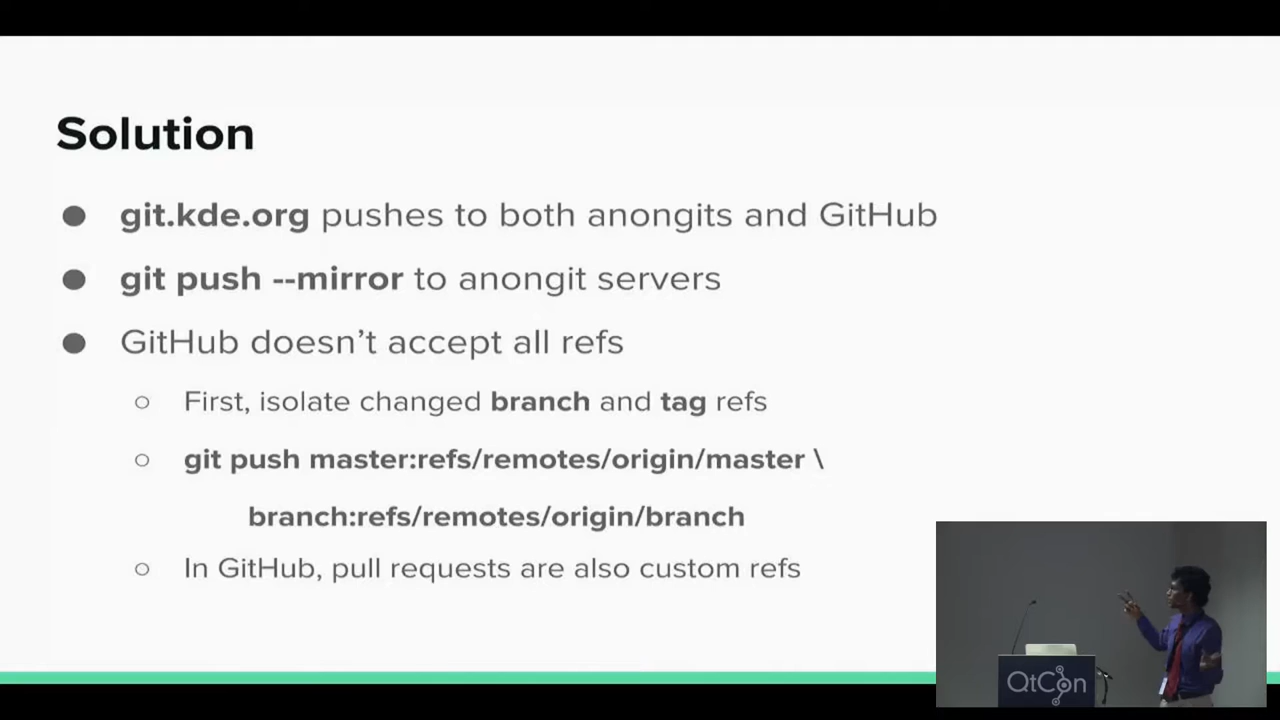 Solution
● git.kde.org pushes to both anongits and GitHub
● git push --mirror to anongit servers
● GitHub doesn’t accept all refs
○ First, isolate changed branch and tag refs
○ git push master:refs/remotes/origin/master \
branch:refs/remotes/origin/branch
○ In GitHub, pull requests are also custom refs
QtCon